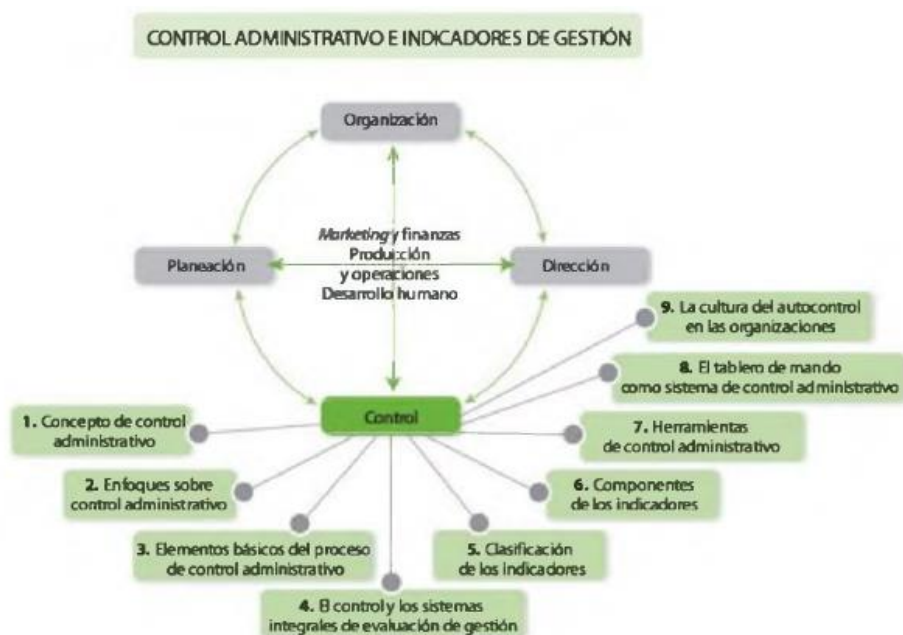 CONTROL ADMINISTRATIVO E INDICADORES DE GESTIÓN
Organización
Planeación
Marketing y finanzas
Producción
y operaciones
Desarrollo humano
Dirección
Control
1. Concepto de control
administrativo
2. Enfoques sobre
control administrativo
3. Elementos básicos del proceso
de control administrativo
4. El control y los sistemas
integrales de evaluación de gestión
5. Clasificación
de los indicadores
6. Componentes
de los indicadores
7. Herramientas
de control administrativo
8. El tablero de mando
como sistema de control administrativo
9. La cultura del autocontrol
en las organizaciones